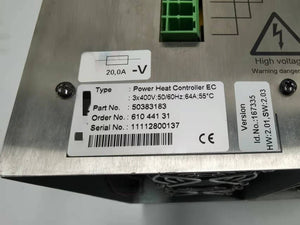 20,0A
-V
High voltage
Warning danger
Type : Power Heat Controller EC
: 3x400V;50/60Hz;64A;55°C
Part No. : 50383183
Order No. : 610 441 31
Serial No. : 11112800137
Version
Id.No.:167335
HW:2.01,SW:2.03